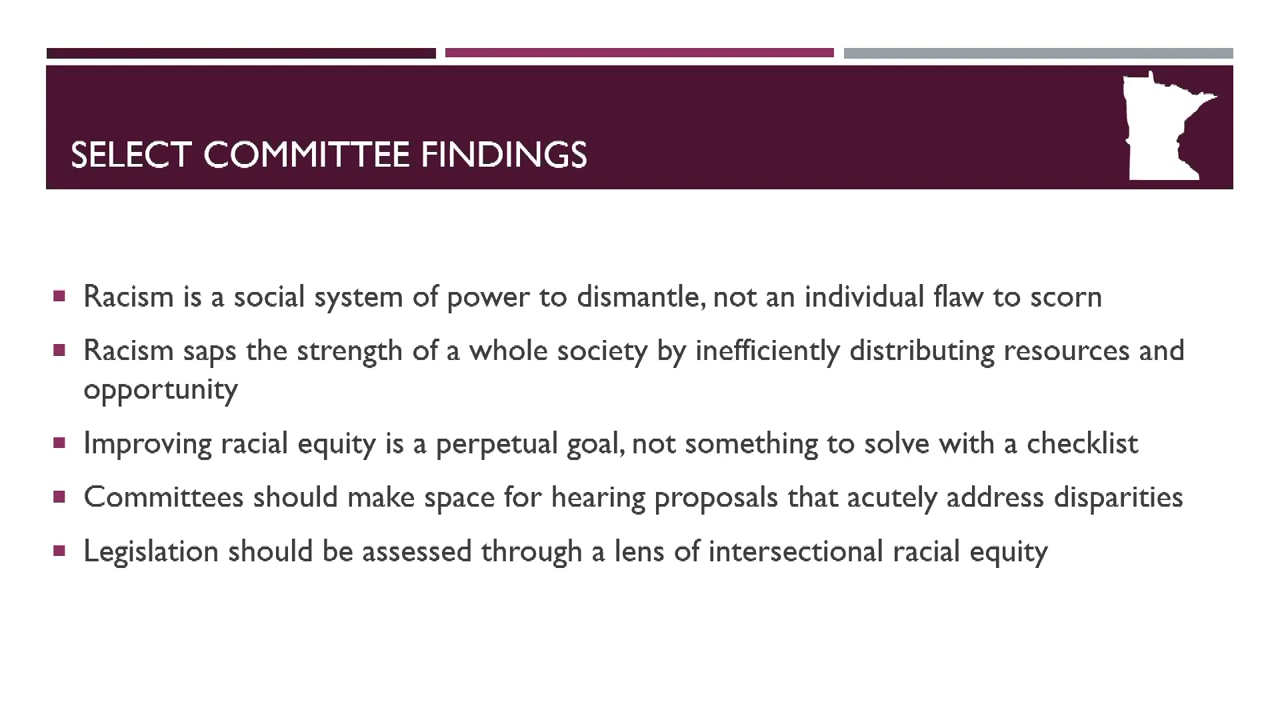 SELECT COMMITTEE FINDINGS
Racism is a social system of power to dismantle, not an individual flaw to scorn
Racism saps the strength of a whole society by inefficiently distributing resources and
opportunity
Improving racial equity is a perpetual goal, not something to solve with a checklist
Committees should make space for hearing proposals that acutely address disparities
Legislation should be assessed through a lens of intersectional racial equity